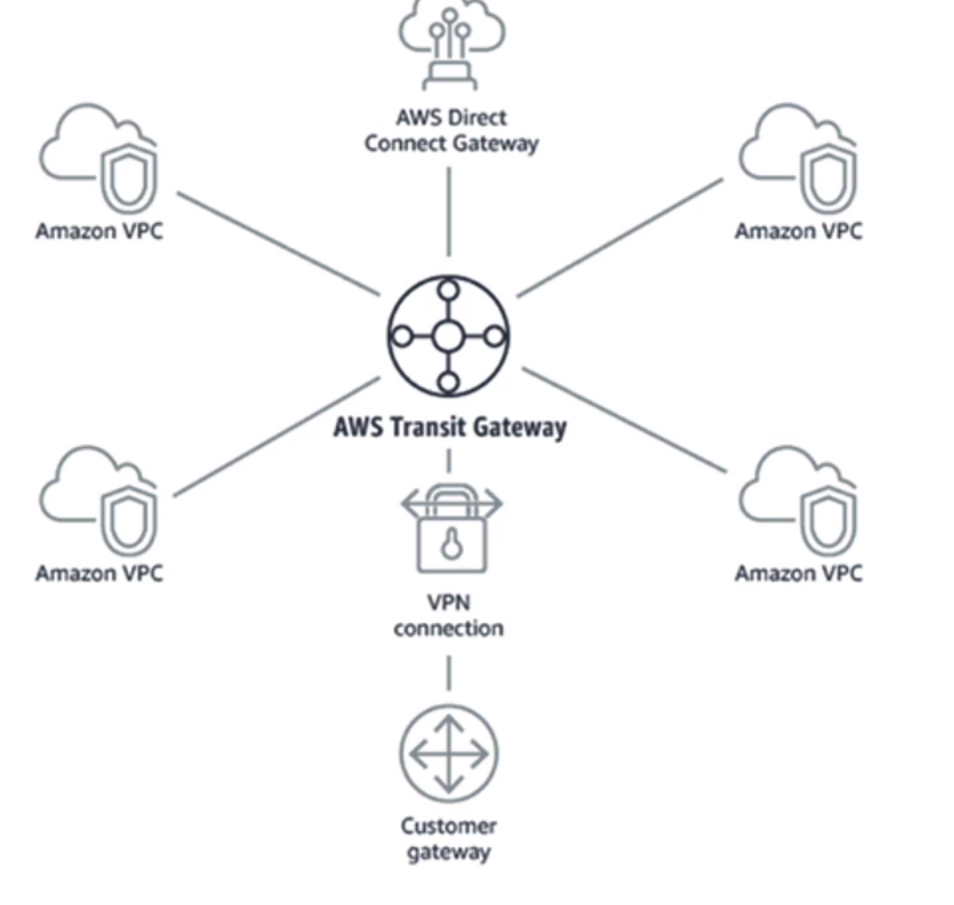 AWS Direct
Connect Gateway
Amazon VPC
Amazon VPC
AWS Transit Gateway
Amazon VPC
Amazon VPC
VPN
connection
Customer
gateway